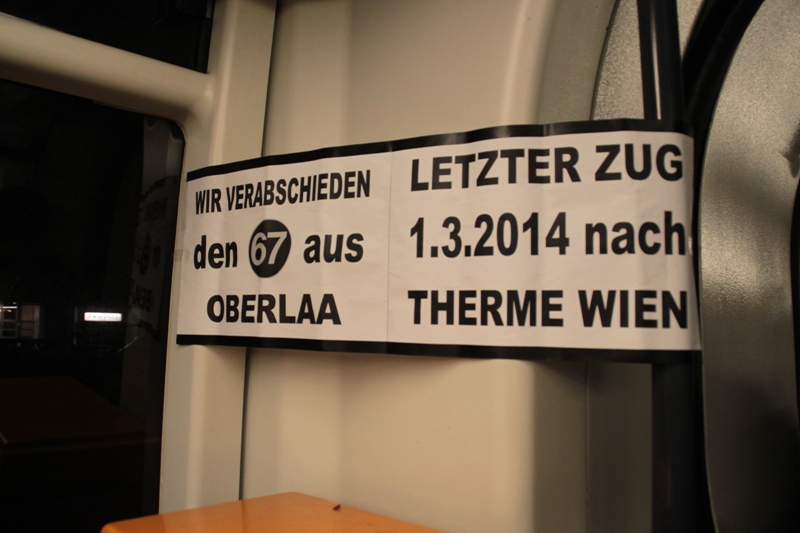 WIR VERABSCHIEDEN
den 67 aus
OBERLAA
LETZTER ZUG
1.3.2014 nach
THERME WIEN